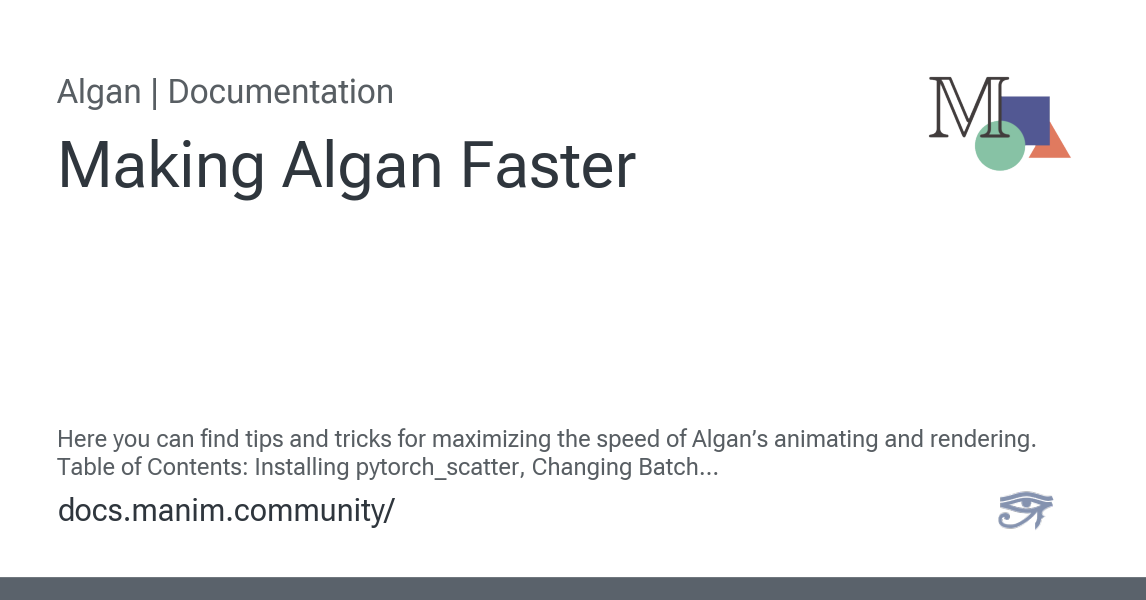 Algan | Documentation
Making Algan Faster
M
Here you can find tips and tricks for maximizing the speed of Algan’s animating and rendering.
Table of Contents: Installing pytorch_scatter, Changing Batch...
docs.manim.community/